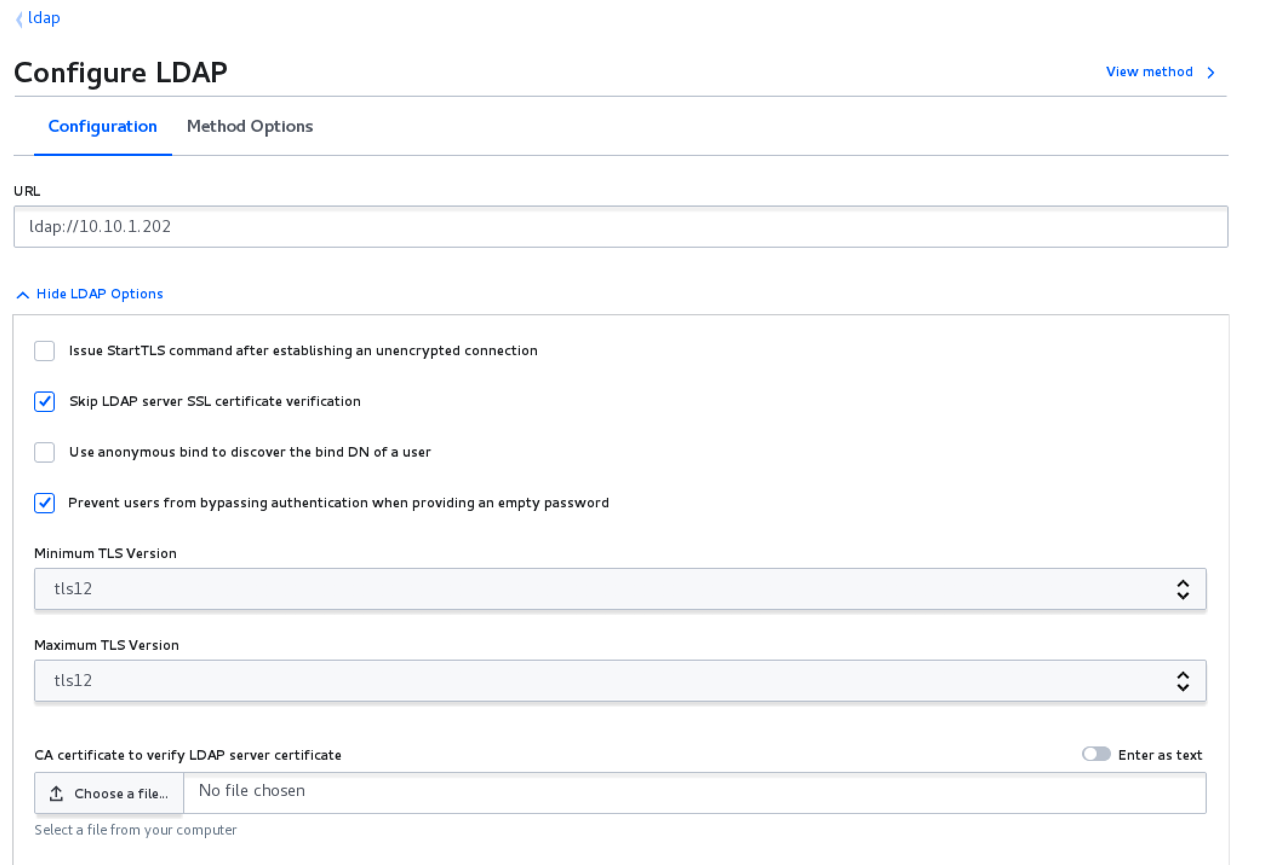 ldap
Configure LDAP
View method
Configuration Method Options
URL
ldap://10.10.1.202
Hide LDAP Options
Issue StartTLS command after establishing an unencrypted connection
Skip LDAP server SSL certificate verification
Use anonymous bind to discover the bind DN of a user
Prevent users from bypassing authentication when providing an empty password
Minimum TLS Version
tls12
Maximum TLS Version
tls12
CA certificate to verify LDAP server certificate
Enter as text
Choose a file... No file chosen
Select a file from your computer